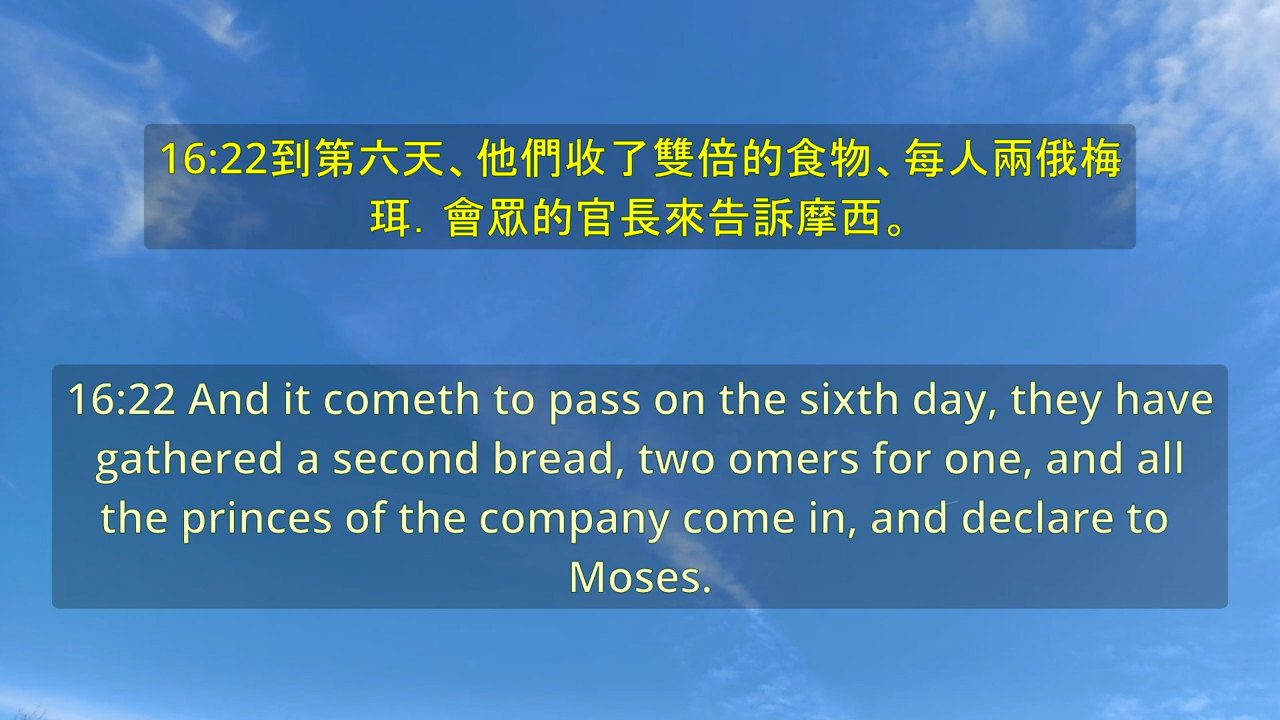 16:22到第六天、他們收了雙倍的食物、每人兩俄梅
珥．會眾的官長來告訴摩西。
16:22 And it cometh to pass on the sixth day, they have
gathered a second bread, two omers for one, and all
the princes of the company come in, and declare to
Moses.